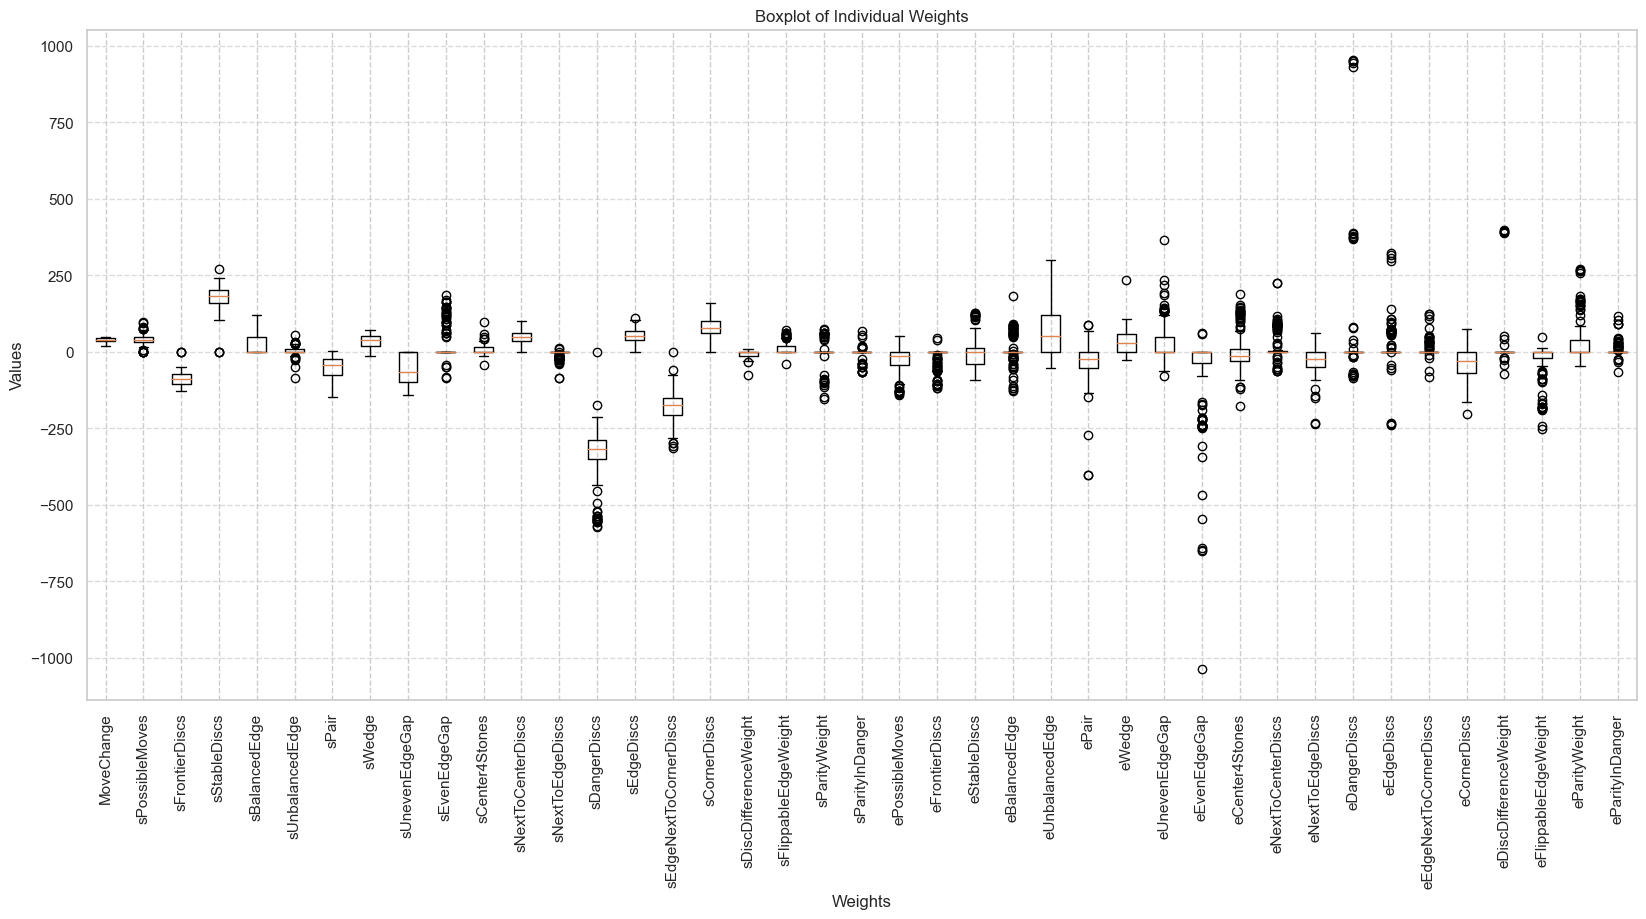 Boxplot of Individual Weights
Values
1000
750
500
250
0
−250
−500
−750
−1000
MoveChange
sPossibleMoves
sFrontierDiscs
sStableDiscs
sBalancedEdge
sUnbalancedEdge
sPair
sWedge
sUnevenEdgeGap
sEvenEdgeGap
sCenter4Stones
sNextToCenterDiscs
sNextToEdgeDiscs
sDangerDiscs
sEdgeDiscs
sEdgeNextToCornerDiscs
sCornerDiscs
sDiscDifferenceWeight
sFlippableEdgeWeight
sParityWeight
sParityInDanger
ePossibleMoves
eFrontierDiscs
eStableDiscs
eBalancedEdge
eUnbalancedEdge
ePair
eWedge
eUnevenEdgeGap
eEvenEdgeGap
eCenter4Stones
eNextToCenterDiscs
eNextToEdgeDiscs
eDangerDiscs
eEdgeDiscs
eEdgeNextToCornerDiscs
eCornerDiscs
eDiscDifferenceWeight
eFlippableEdgeWeight
eParityWeight
eParityInDanger
Weights